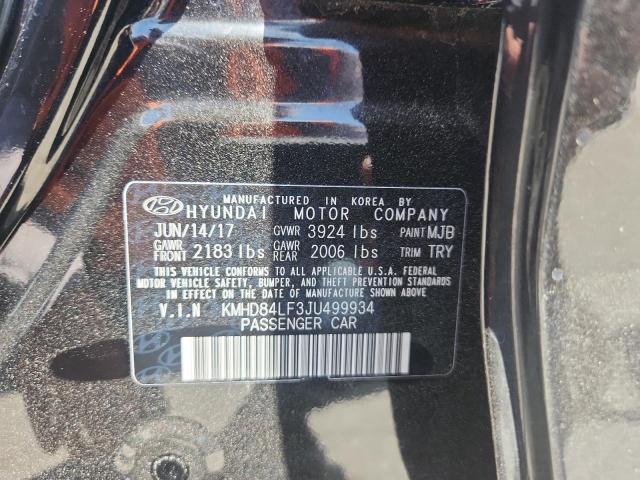 MANUFACTURED IN KOREA BY
HYUNDAI MOTOR COMPANY
JUN/14/17 GVWR 3924 lbs PAINT MJB
GAWR FRONT 2183 lbs GAWR REAR 2006 lbs TRIM TRY
THIS VEHICLE CONFORMS TO ALL APPLICABLE U.S.A. FEDERAL
MOTOR VEHICLE SAFETY, BUMPER, AND THEFT PREVENTION STANDARDS
IN EFFECT ON THE DATE OF MANUFACTURE SHOWN ABOVE.
V.I.N KMHD84LF3JU499934
PASSENGER CAR